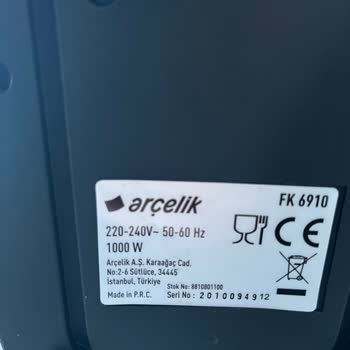 arçelik
FK 6910
220-240V~ 50-60 Hz
1000 W
CE
Arçelik A.Ş. Karaağaç Cad.
No:2-6 Sütlüce, 34445
İstanbul, Türkiye
Stok No: 8810801100
Made in P.R.C.
Seri No: 2010094912